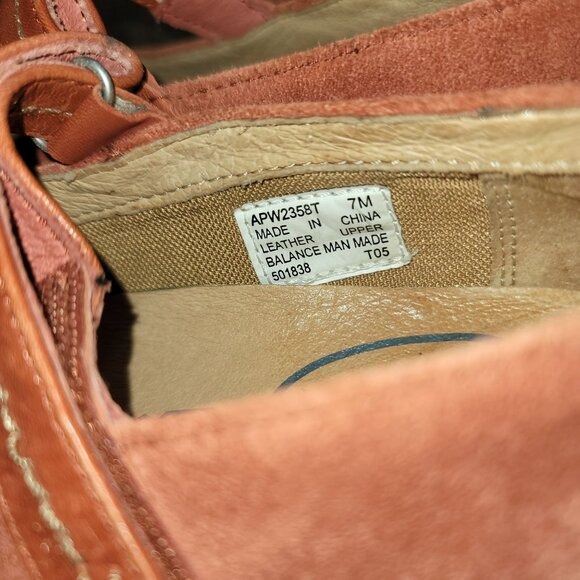 APW2358T 7M
MADE IN CHINA
LEATHER UPPER
BALANCE MAN MADE
501838 T05